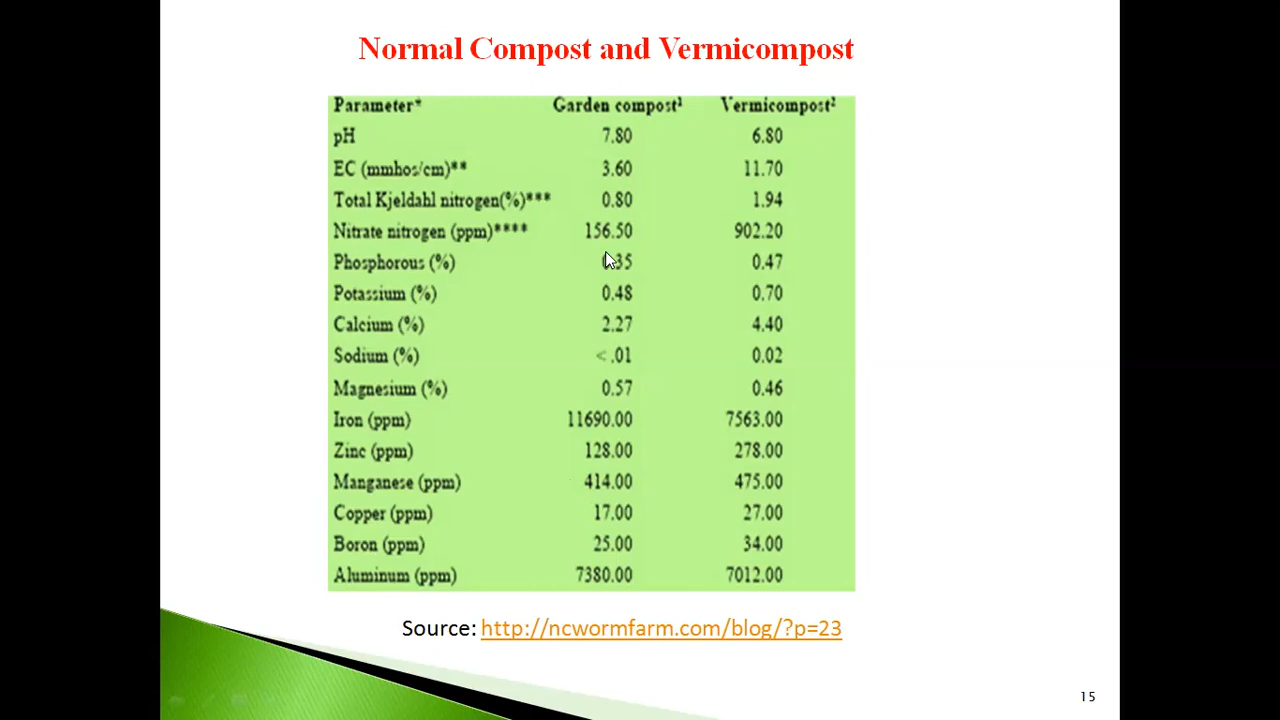 Normal Compost and Vermicompost
Parameter* Garden compost¹ Vermicompost²
pH 7.80 6.80
EC (mmhos/cm)** 3.60 11.70
Total Kjeldahl nitrogen(%)*** 0.80 1.94
Nitrate nitrogen (ppm)**** 156.50 902.20
Phosphorous (%) 0.35 0.47
Potassium (%) 0.48 0.70
Calcium (%) 2.27 4.40
Sodium (%) < .01 0.02
Magnesium (%) 0.57 0.46
Iron (ppm) 11690.00 7563.00
Zinc (ppm) 128.00 278.00
Manganese (ppm) 414.00 475.00
Copper (ppm) 17.00 27.00
Boron (ppm) 25.00 34.00
Aluminum (ppm) 7380.00 7012.00
Source: http://ncwormfarm.com/blog/?p=23
15